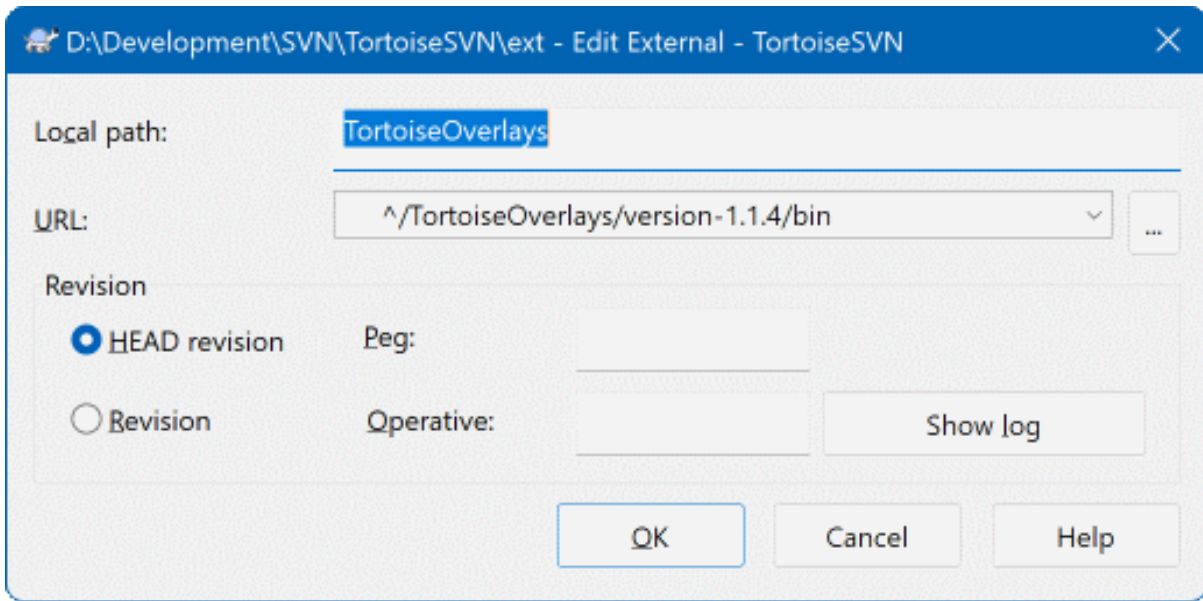 D:\Development\SVN\TortoiseSVN\ext - Edit External - TortoiseSVN
Local path: TortoiseOverlays
URL: ^/TortoiseOverlays/version-1.1.4/bin ...
Revision
HEAD revision Peg:
Revision Operative: Show log
OK Cancel Help